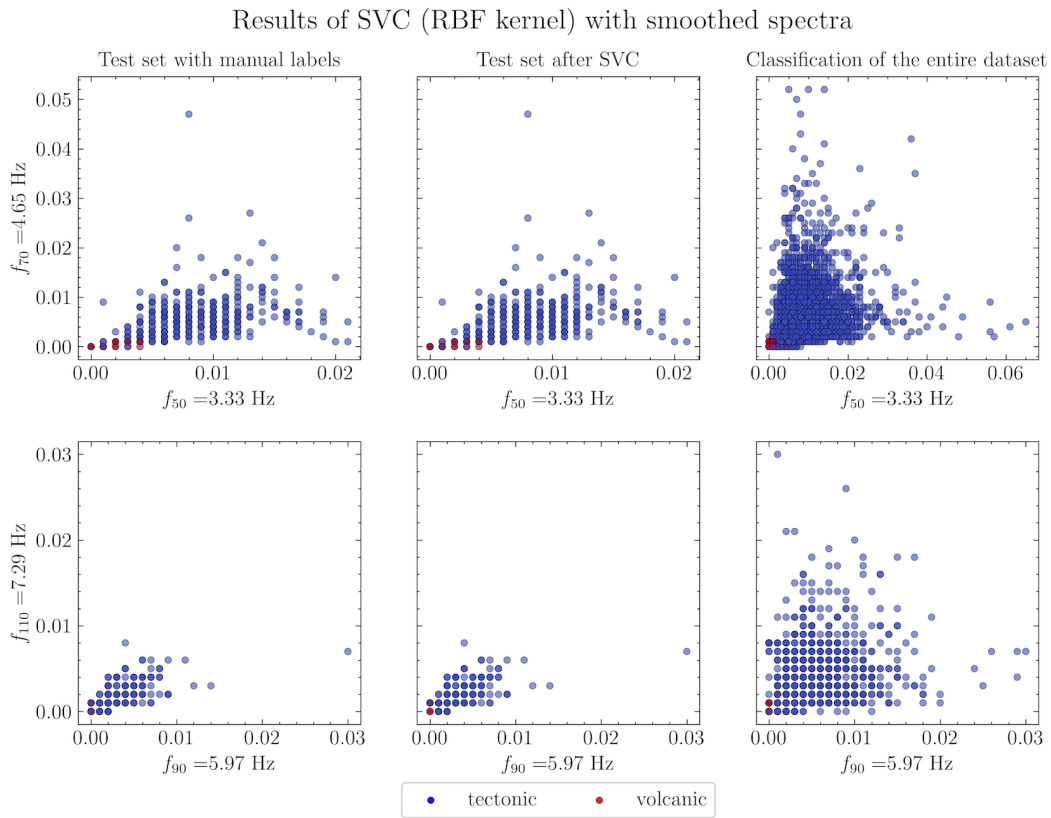 Results of SVC (RBF kernel) with smoothed spectra
Test set with manual labels
Test set after SVC
Classification of the entire dataset
0.05
0.04
0.03
0.02
0.01
0.00
f70 =4.65 Hz
0.00 0.01 0.02
f50 =3.33 Hz
0.00 0.01 0.02
f50 =3.33 Hz
0.00 0.02 0.04 0.06
f50 =3.33 Hz
0.03
0.02
0.01
0.00
f110 =7.29 Hz
0.00 0.01 0.02 0.03
f90 =5.97 Hz
0.00 0.01 0.02 0.03
f90 =5.97 Hz
0.00 0.01 0.02 0.03
f90 =5.97 Hz
tectonic
volcanic